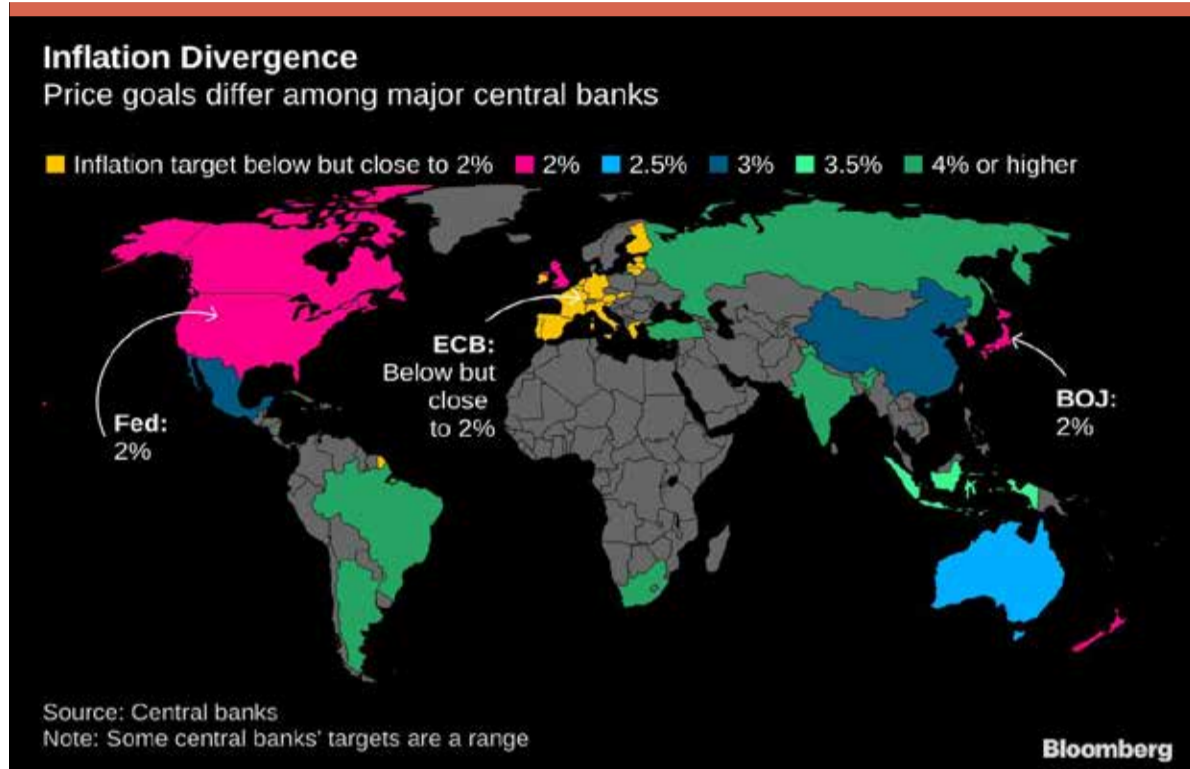 Inflation Divergence
Price goals differ among major central banks
Inflation target below but close to 2% 2% 2.5% 3% 3.5% 4% or higher
ECB:
Below but
close
to 2%
Fed:
2%
BOJ:
2%
Source: Central banks
Note: Some central banks' targets are a range
Bloomberg